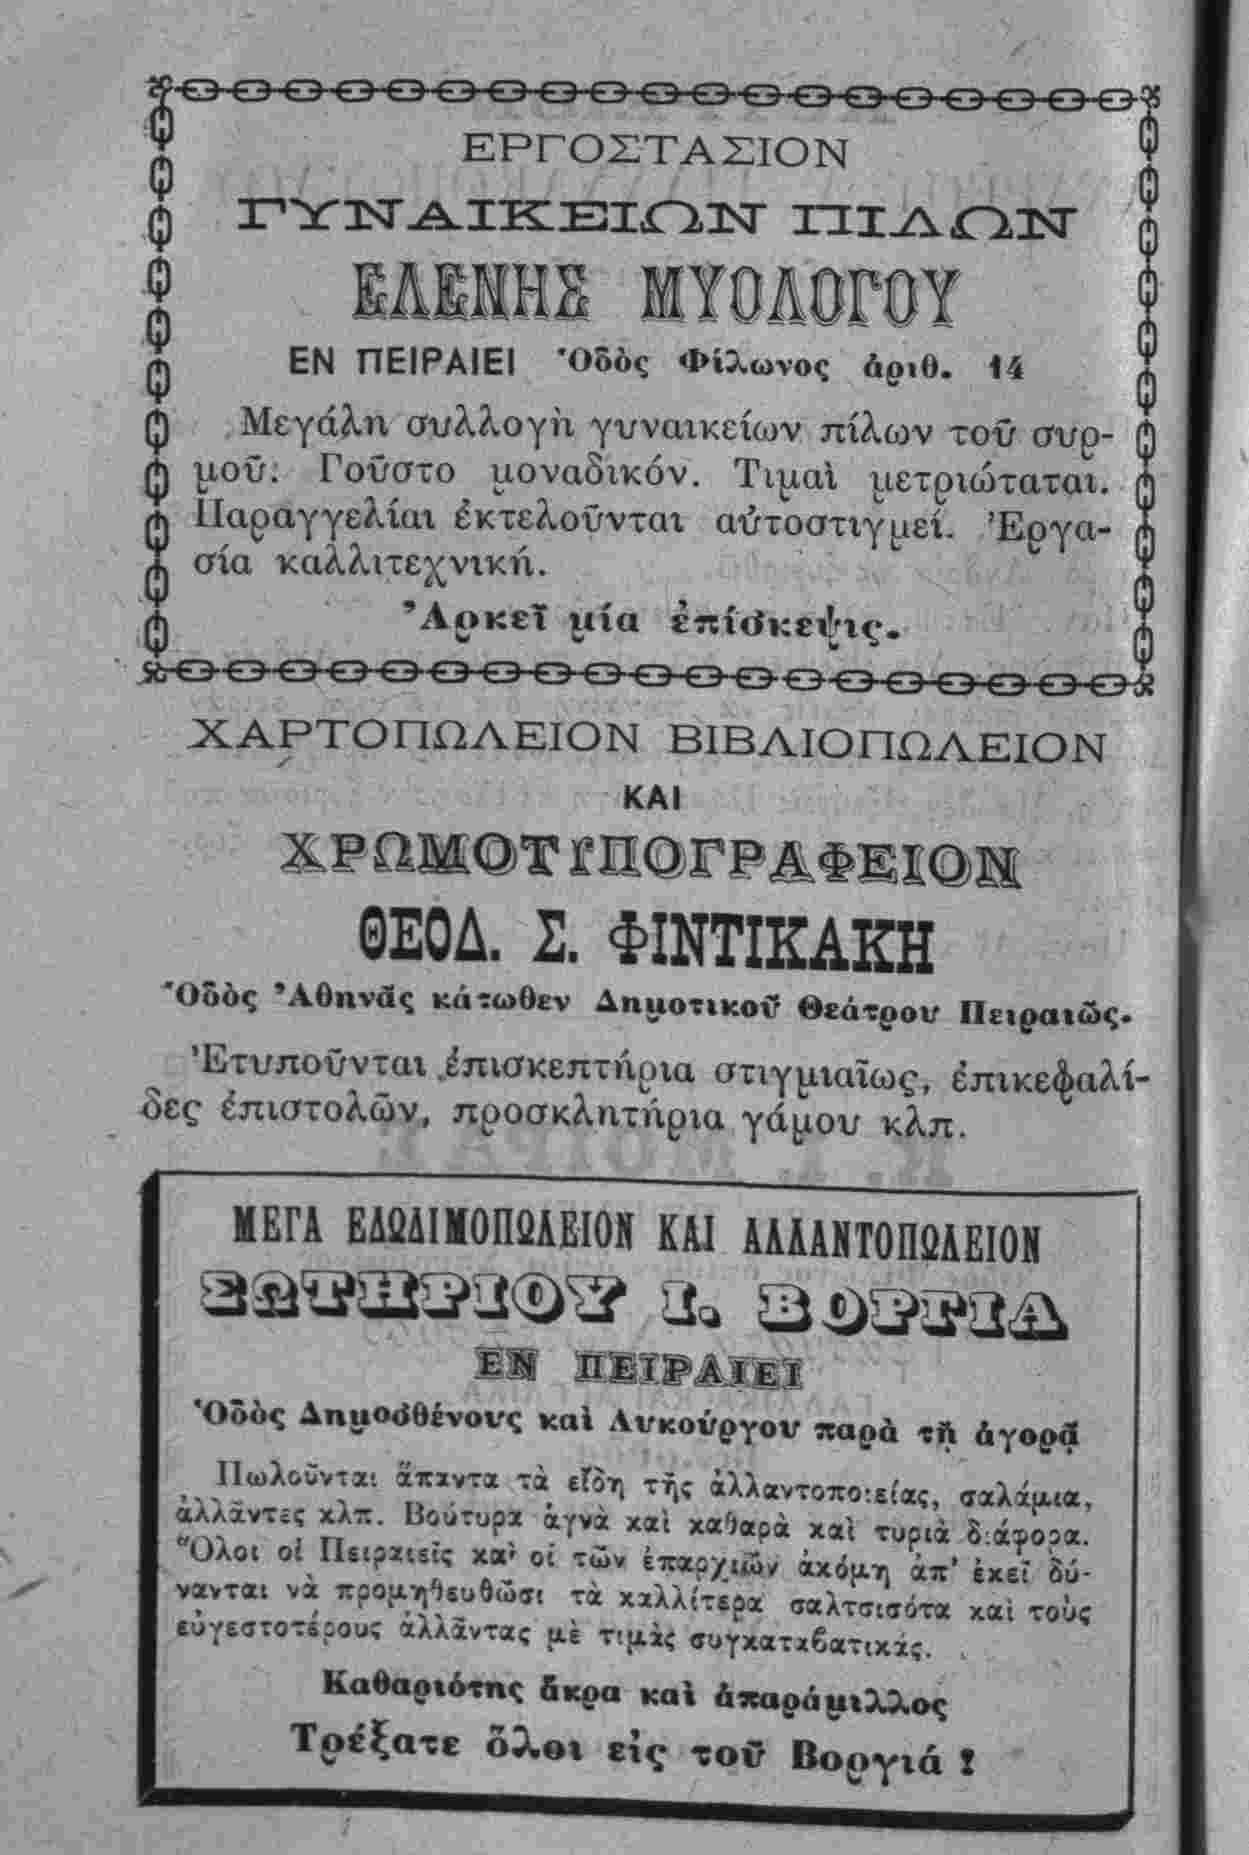 ΕΡΓΟΣΤΑΣΙΟΝ
ΓΥΝΑΙΚΕΙΩΝ ΠΙΛΩΝ
ΕΛΕΝΗΣ ΜΥΟΛΟΓΟΥ
ΕΝ ΠΕΙΡΑΙΕΙ Ὁδὸς Φίλωνος ἀριθ. 14
Μεγάλη συλλογὴ γυναικείων πίλων τοῦ συρ-
μοῦ. Γοῦστο μοναδικόν. Τιμαὶ μετριώταται.
Παραγγελίαι ἐκτελοῦνται αὐτοστιγμεί. Ἐργα-
σία καλλιτεχνική.
Ἀρκεῖ μία ἐπίσκεψις.
ΧΑΡΤΟΠΩΛΕΙΟΝ ΒΙΒΛΙΟΠΩΛΕΙΟΝ
ΚΑΙ
ΧΡΩΜΟΤΥΠΟΓΡΑΦΕΙΟΝ
ΘΕΟΔ. Σ. ΦΙΝΤΙΚΑΚΗ
Ὁδὸς Ἀθηνᾶς κάτωθεν Δημοτικοῦ Θεάτρου Πειραιῶς.
Ἐτυποῦνται ἐπισκεπτήρια στιγμιαῖως, ἐπικεφαλί-
δες ἐπιστολῶν, προσκλητήρια γάμου κλπ.
ΜΕΓΑ ΕΔΩΔΙΜΟΠΩΛΕΙΟΝ ΚΑΙ ΑΛΛΑΝΤΟΠΩΛΕΙΟΝ
ΣΩΤΗΡΙΟΥ Ι. ΒΟΡΓΙΑ
ΕΝ ΠΕΙΡΑΙΕΙ
Ὁδὸς Δημοσθένους καὶ Λυκούργου παρὰ τῇ ἀγορᾷ
Πωλοῦνται ἅπαντα τὰ εἴδη τῆς ἀλλαντοποιείας, σαλάμια,
ἀλλᾶντες κλπ. Βούτυρα ἁγνὰ καὶ καθαρὰ καὶ τυριὰ διάφορα.
Ὅλοι οἱ Πειραιεῖς καὶ οἱ τῶν ἐπαρχιῶν ἀκόμη ἀπ' ἐκεῖ δύ-
νανται νὰ προμηθευθῶσι τὰ καλλίτερα σαλτσισότα καὶ τοὺς
εὐγεστοτέρους ἀλλᾶντας μὲ τιμὰς συγκαταβατικάς.
Καθαριότης ἄκρα καὶ ἀπαράμιλλος
Τρέξατε ὅλοι εἰς τοῦ Βοργιά !